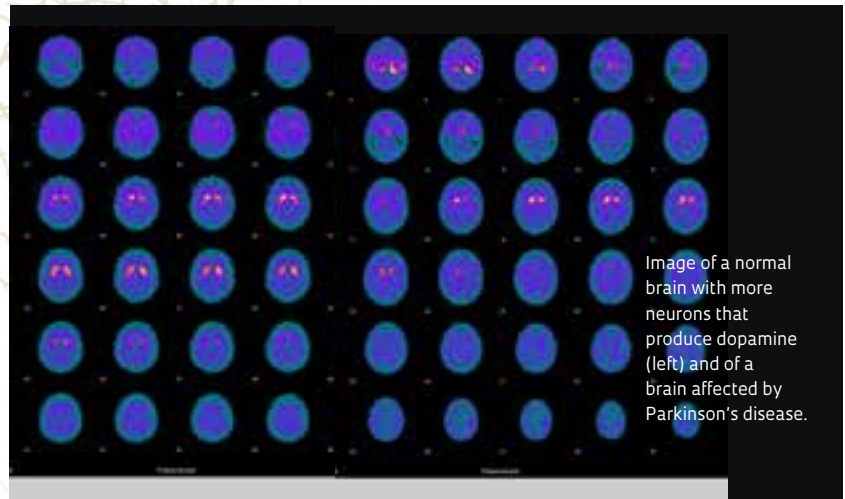 Image of a normal
brain with more
neurons that
produce dopamine
(left) and of a
brain affected by
Parkinson's disease.